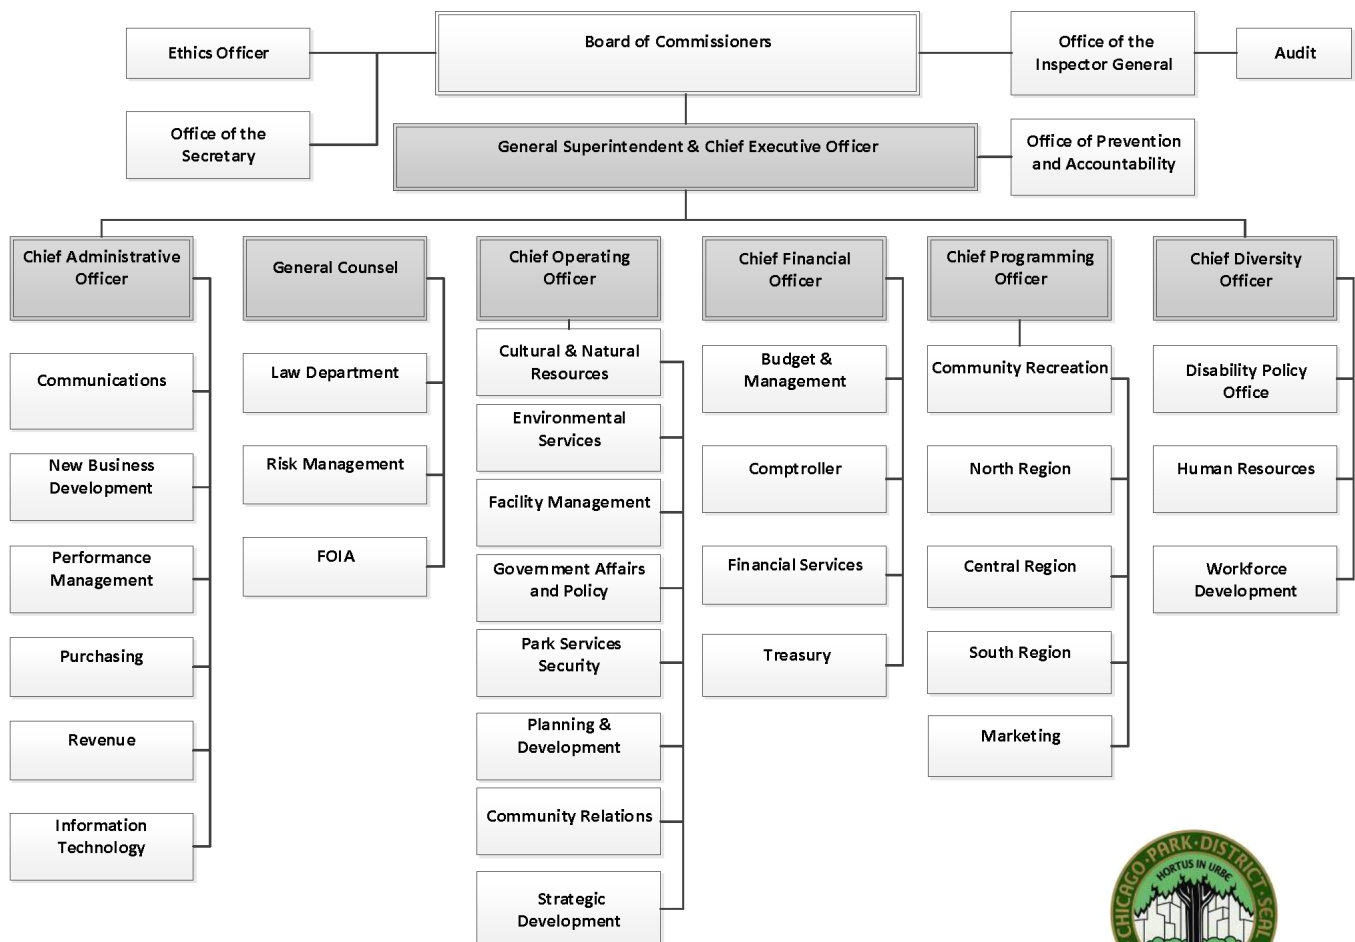 Ethics Officer
Board of Commissioners
Office of the
Inspector General
Audit
Office of the
Secretary
General Superintendent & Chief Executive Officer
Office of Prevention
and Accountability
Chief Administrative
Officer
Communications
New Business
Development
Performance
Management
Purchasing
Revenue
Information
Technology
General Counsel
Law Department
Risk Management
FOIA
Chief Operating
Officer
Cultural & Natural
Resources
Environmental
Services
Facility Management
Government Affairs
and Policy
Park Services
Security
Planning &
Development
Community Relations
Strategic
Development
Chief Financial
Officer
Budget &
Management
Comptroller
Financial Services
Treasury
Chief Programming
Officer
Community Recreation
North Region
Central Region
South Region
Marketing
Chief Diversity
Officer
Disability Policy
Office
Human Resources
Workforce
Development
CHICAGO·PARK·DISTRICT SEAL
HORTUS IN URBE